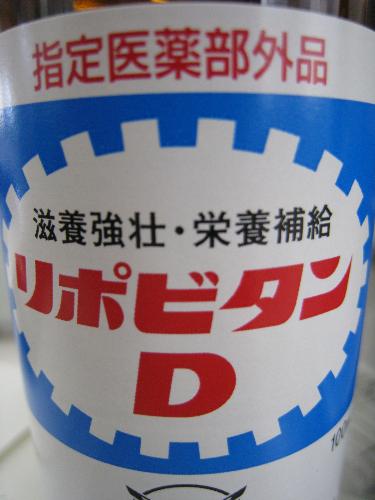 指定医薬部外品
滋養強壮・栄養補給
リポビタン
D